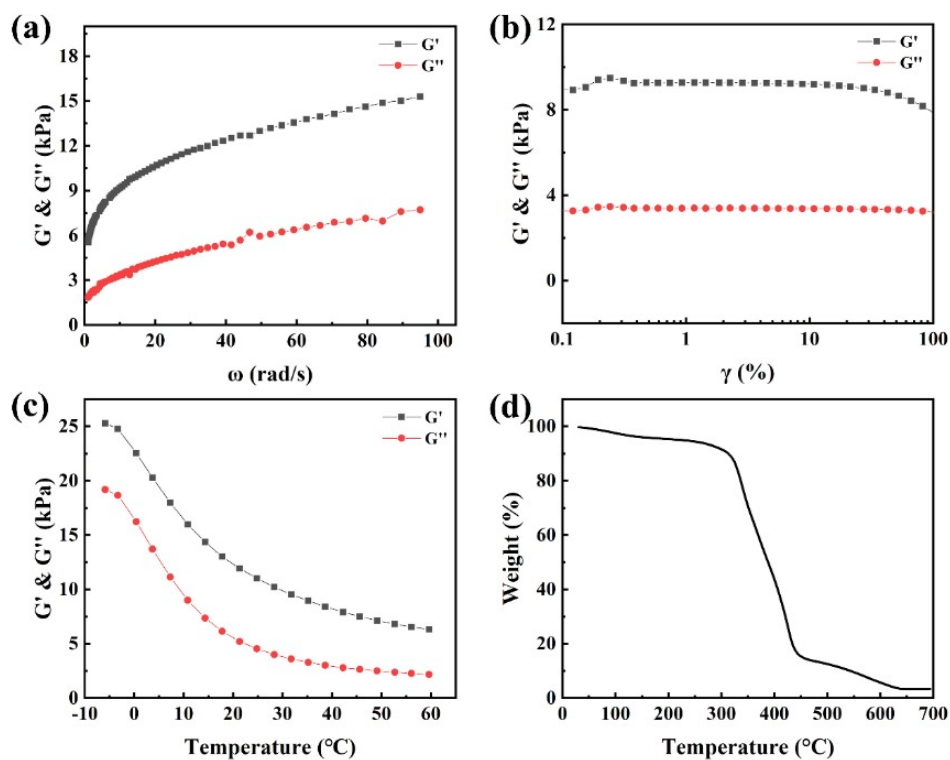 (a)
G'
G''
G' & G'' (kPa)
18
15
12
9
6
3
0
0 20 40 60 80 100
ω (rad/s)
(b)
G'
G''
G' & G'' (kPa)
12
8
4
0
0.1 1 10 100
γ (%)
(c)
G'
G''
G' & G'' (kPa)
25
20
15
10
5
0
-10 0 10 20 30 40 50 60
Temperature (°C)
(d)
Weight (%)
100
80
60
40
20
0
0 100 200 300 400 500 600 700
Temperature (°C)